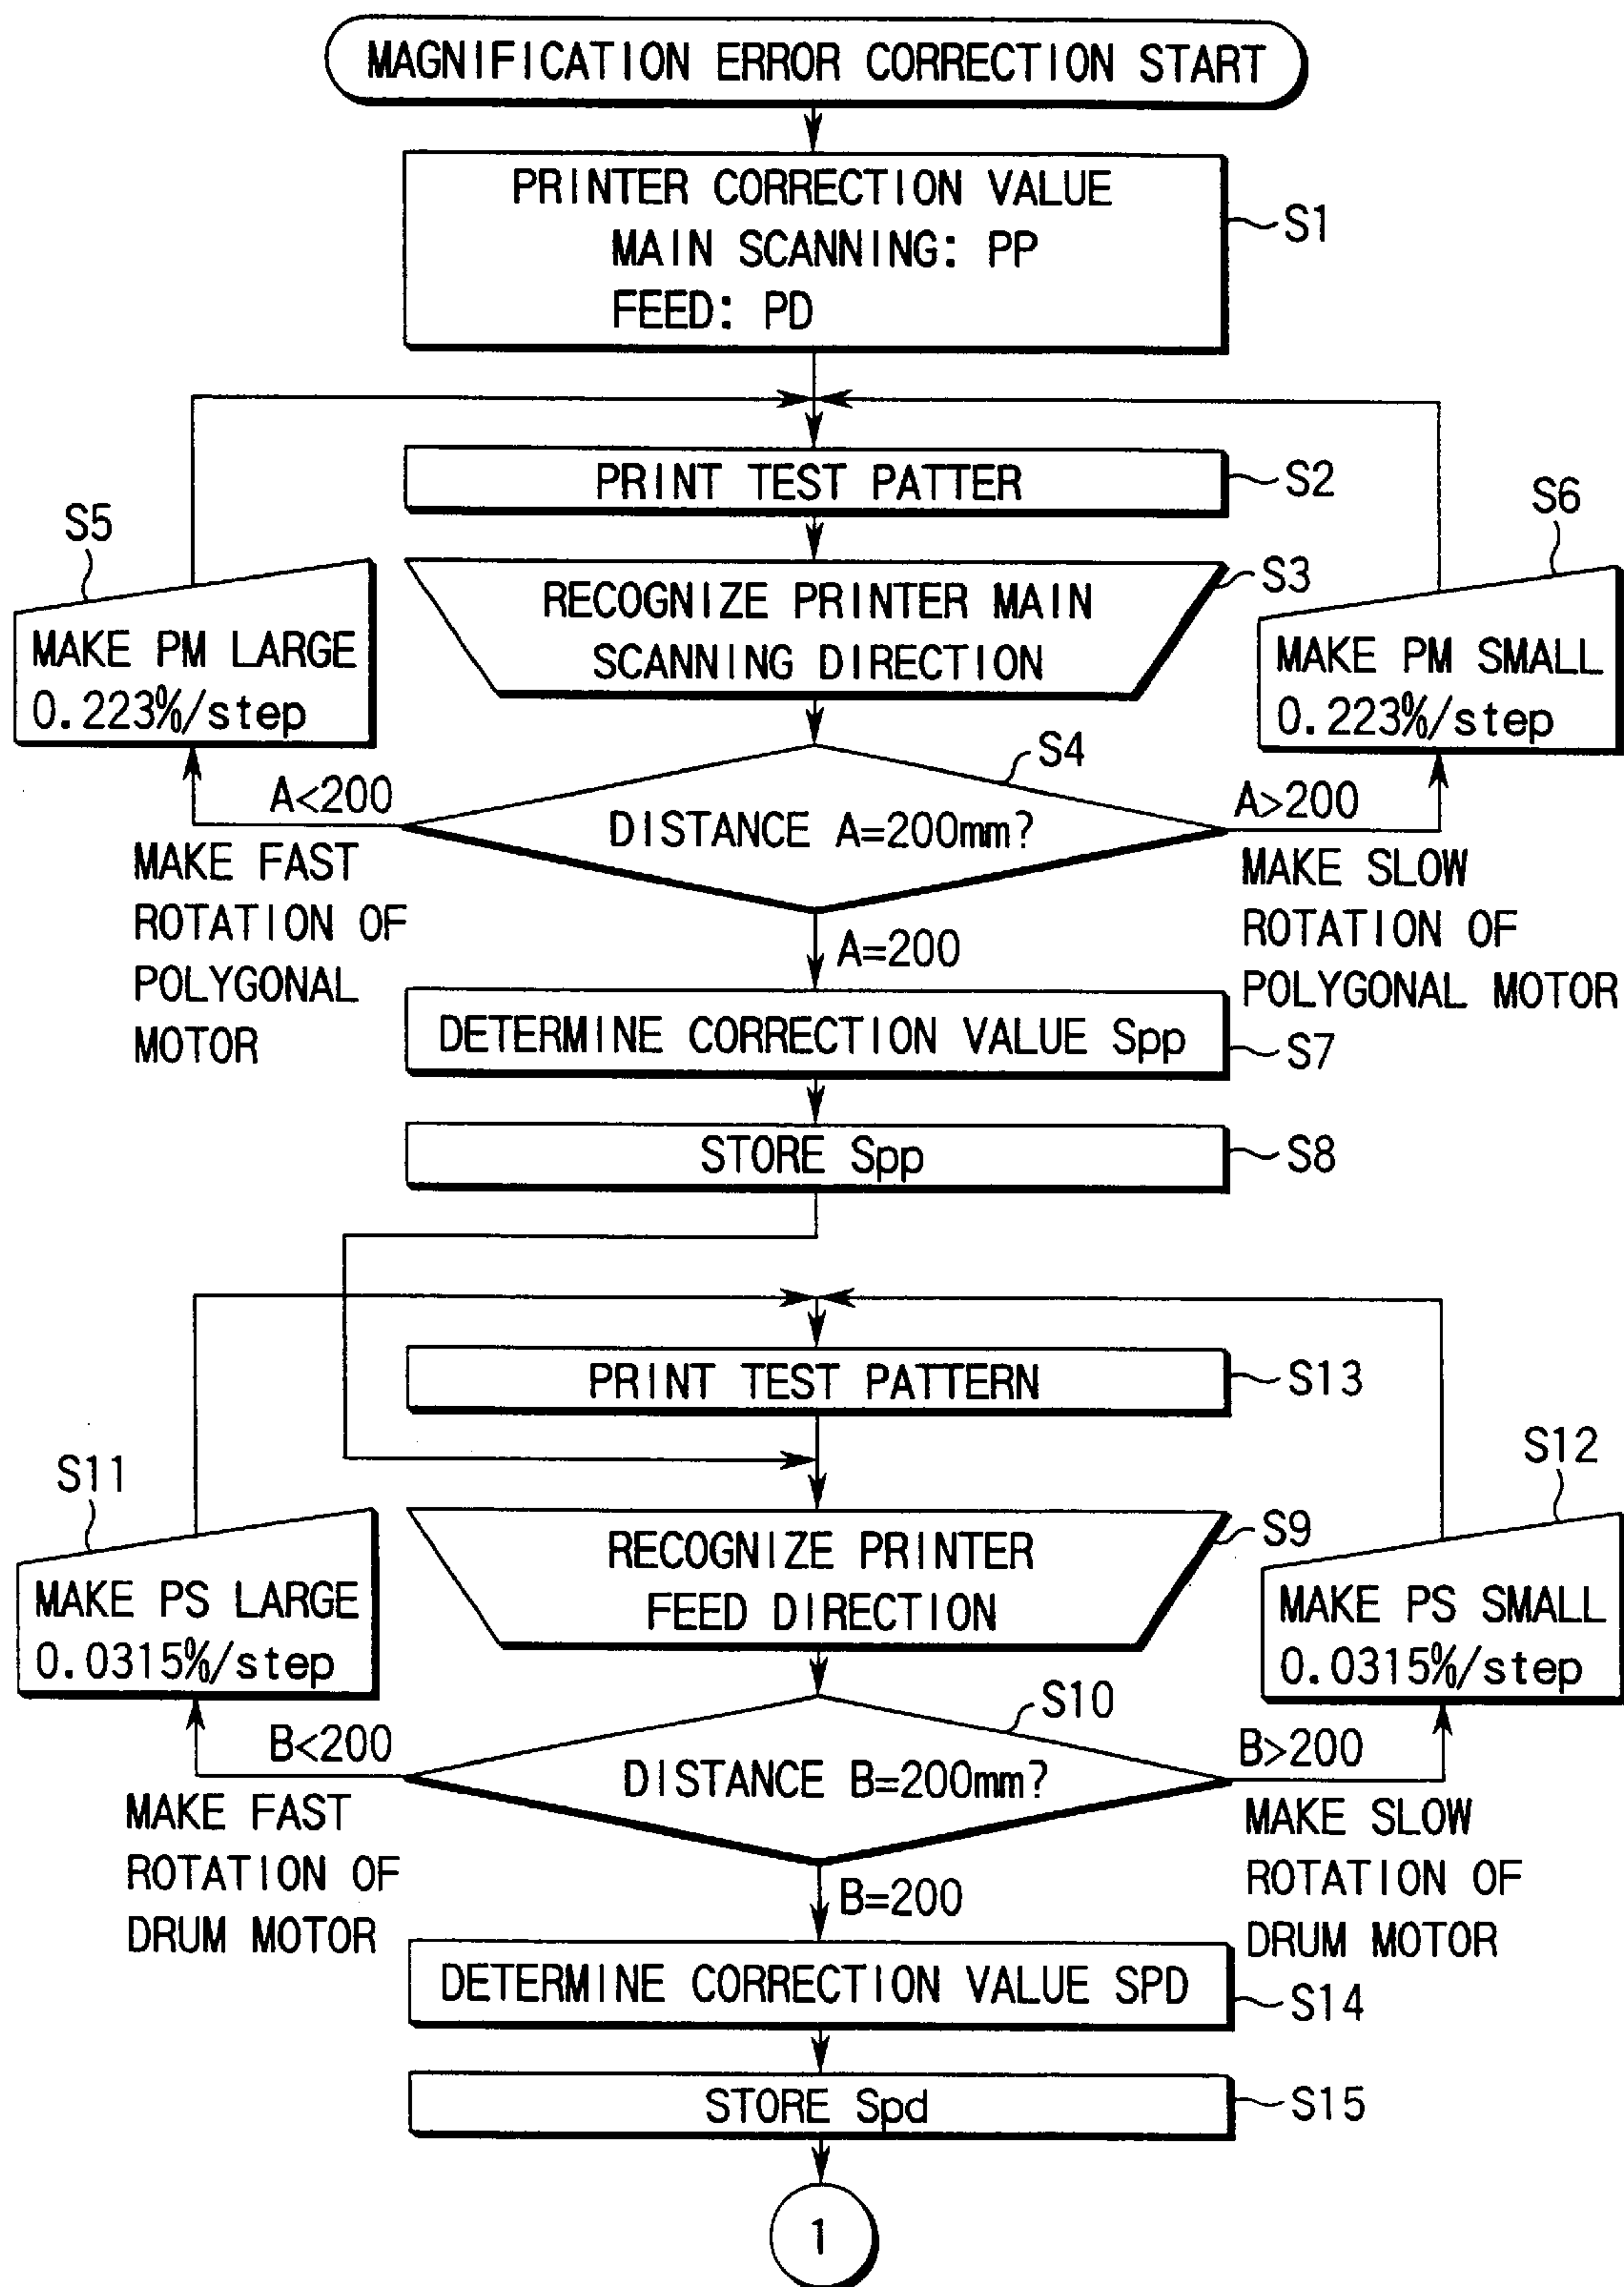 MAGNIFICATION ERROR CORRECTION START
PRINTER CORRECTION VALUE
MAIN SCANNING: PP
FEED: PD
S1
PRINT TEST PATTER
S2
S5
MAKE PM LARGE
0.223%/step
RECOGNIZE PRINTER MAIN
SCANNING DIRECTION
S3
S6
MAKE PM SMALL
0.223%/step
S4
DISTANCE A=200mm?
A<200
MAKE FAST
ROTATION OF
POLYGONAL
MOTOR
A>200
MAKE SLOW
ROTATION OF
POLYGONAL MOTOR
A=200
DETERMINE CORRECTION VALUE Spp
S7
STORE Spp
S8
PRINT TEST PATTERN
S13
S11
MAKE PS LARGE
0.0315%/step
RECOGNIZE PRINTER
FEED DIRECTION
S9
S12
MAKE PS SMALL
0.0315%/step
S10
DISTANCE B=200mm?
B<200
MAKE FAST
ROTATION OF
DRUM MOTOR
B>200
MAKE SLOW
ROTATION OF
DRUM MOTOR
B=200
DETERMINE CORRECTION VALUE SPD
S14
STORE Spd
S15
1